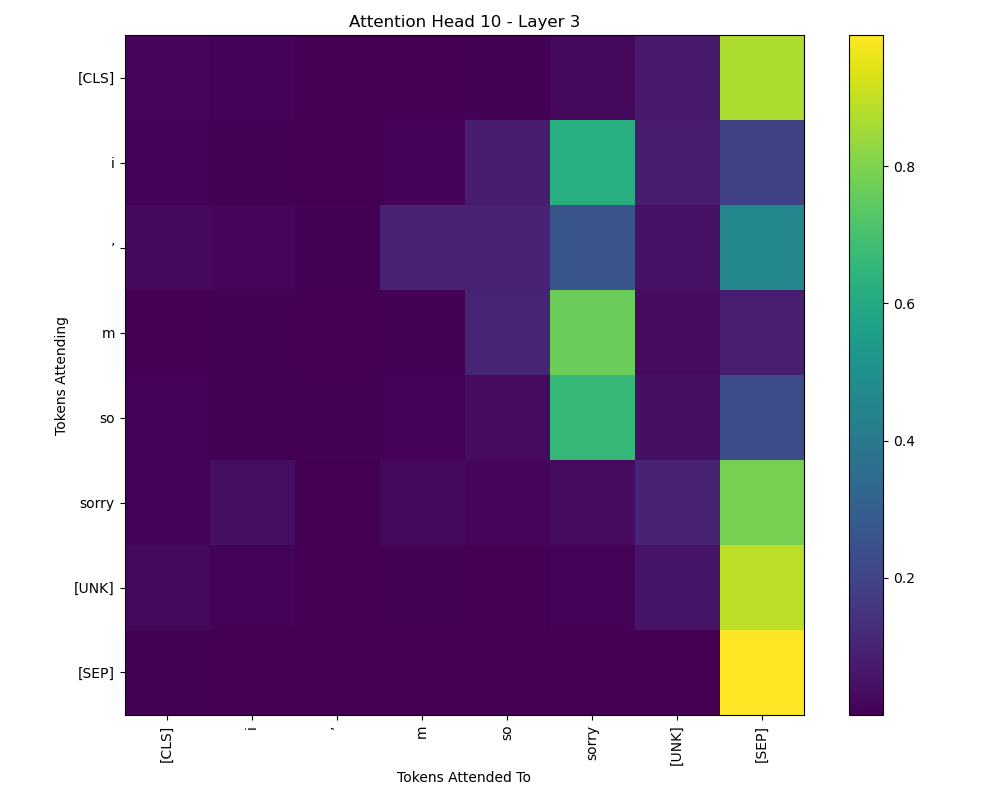 Attention Head 10 - Layer 3
Tokens Attending
[CLS]
i
’
m
so
sorry
[UNK]
[SEP]
[CLS]
i
’
m
so
sorry
[UNK]
[SEP]
Tokens Attended To
0.8
0.6
0.4
0.2